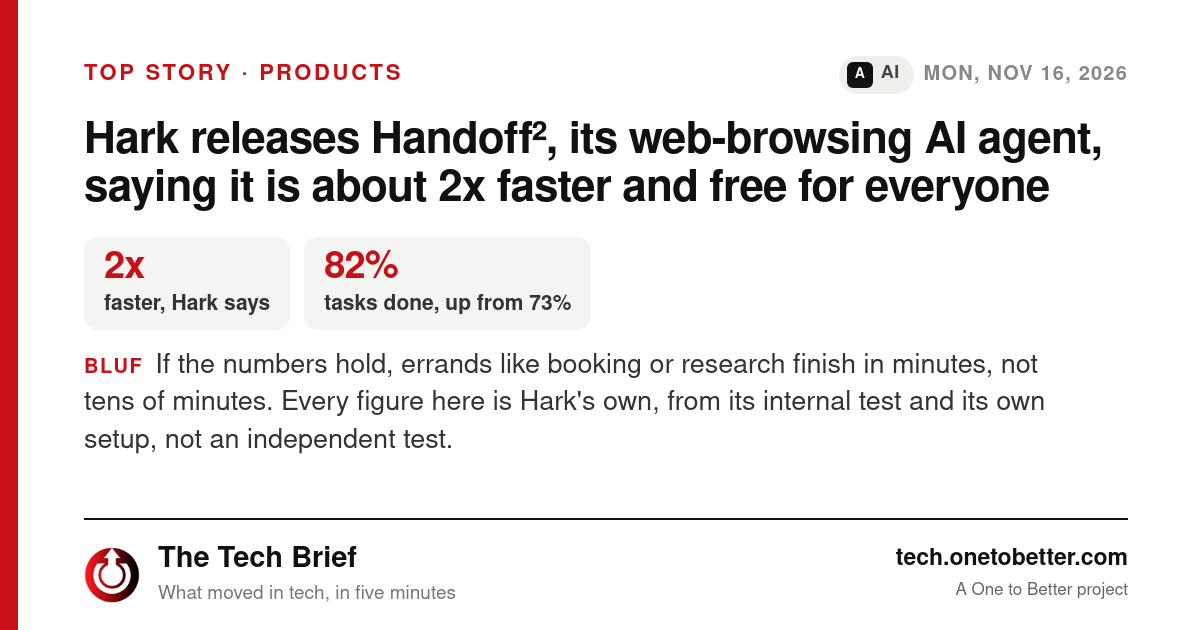 TOP STORY · PRODUCTS
A AI MON, NOV 16, 2026
Hark releases Handoff², its web-browsing AI agent,
saying it is about 2x faster and free for everyone
2x
faster, Hark says
82%
tasks done, up from 73%
BLUF If the numbers hold, errands like booking or research finish in minutes, not
tens of minutes. Every figure here is Hark's own, from its internal test and its own
setup, not an independent test.
The Tech Brief
What moved in tech, in five minutes
tech.onetobetter.com
A One to Better project